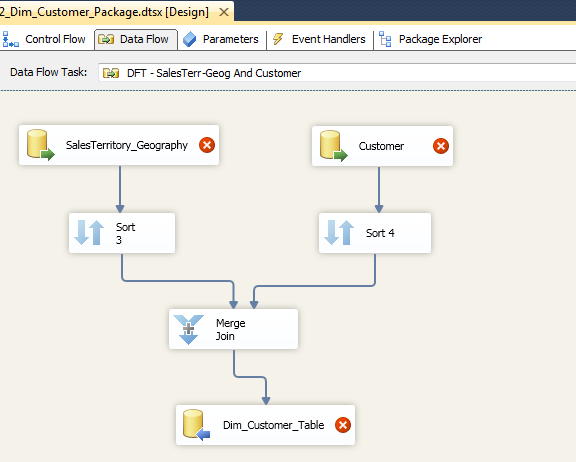 2_Dim_Customer_Package.dtsx [Design]
Control Flow Data Flow Parameters Event Handlers Package Explorer
Data Flow Task: DFT - SalesTerr-Geog And Customer
SalesTerritory_Geography
Customer
Sort
3
Sort 4
Merge
Join
Dim_Customer_Table